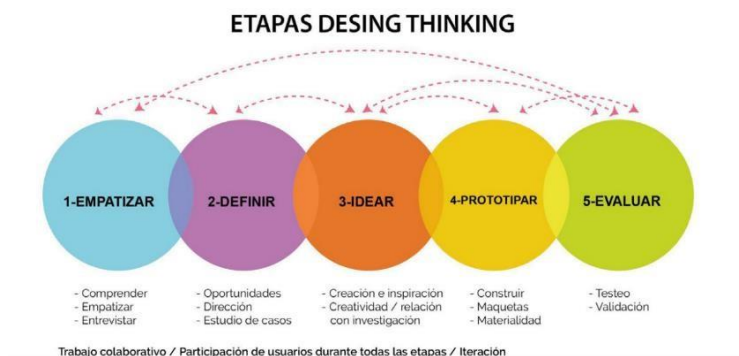 ETAPAS DESING THINKING
1-EMPATIZAR
2-DEFINIR
3-IDEAR
4-PROTOTIPAR
5-EVALUAR
- Comprender
- Empatizar
- Entrevistar
- Oportunidades
- Dirección
- Estudio de casos
- Creación e inspiración
- Creatividad / relación
con investigación
- Construir
- Maquetas
- Materialidad
- Testeo
- Validación
Trabajo colaborativo / Participación de usuarios durante todas las etapas / Iteración